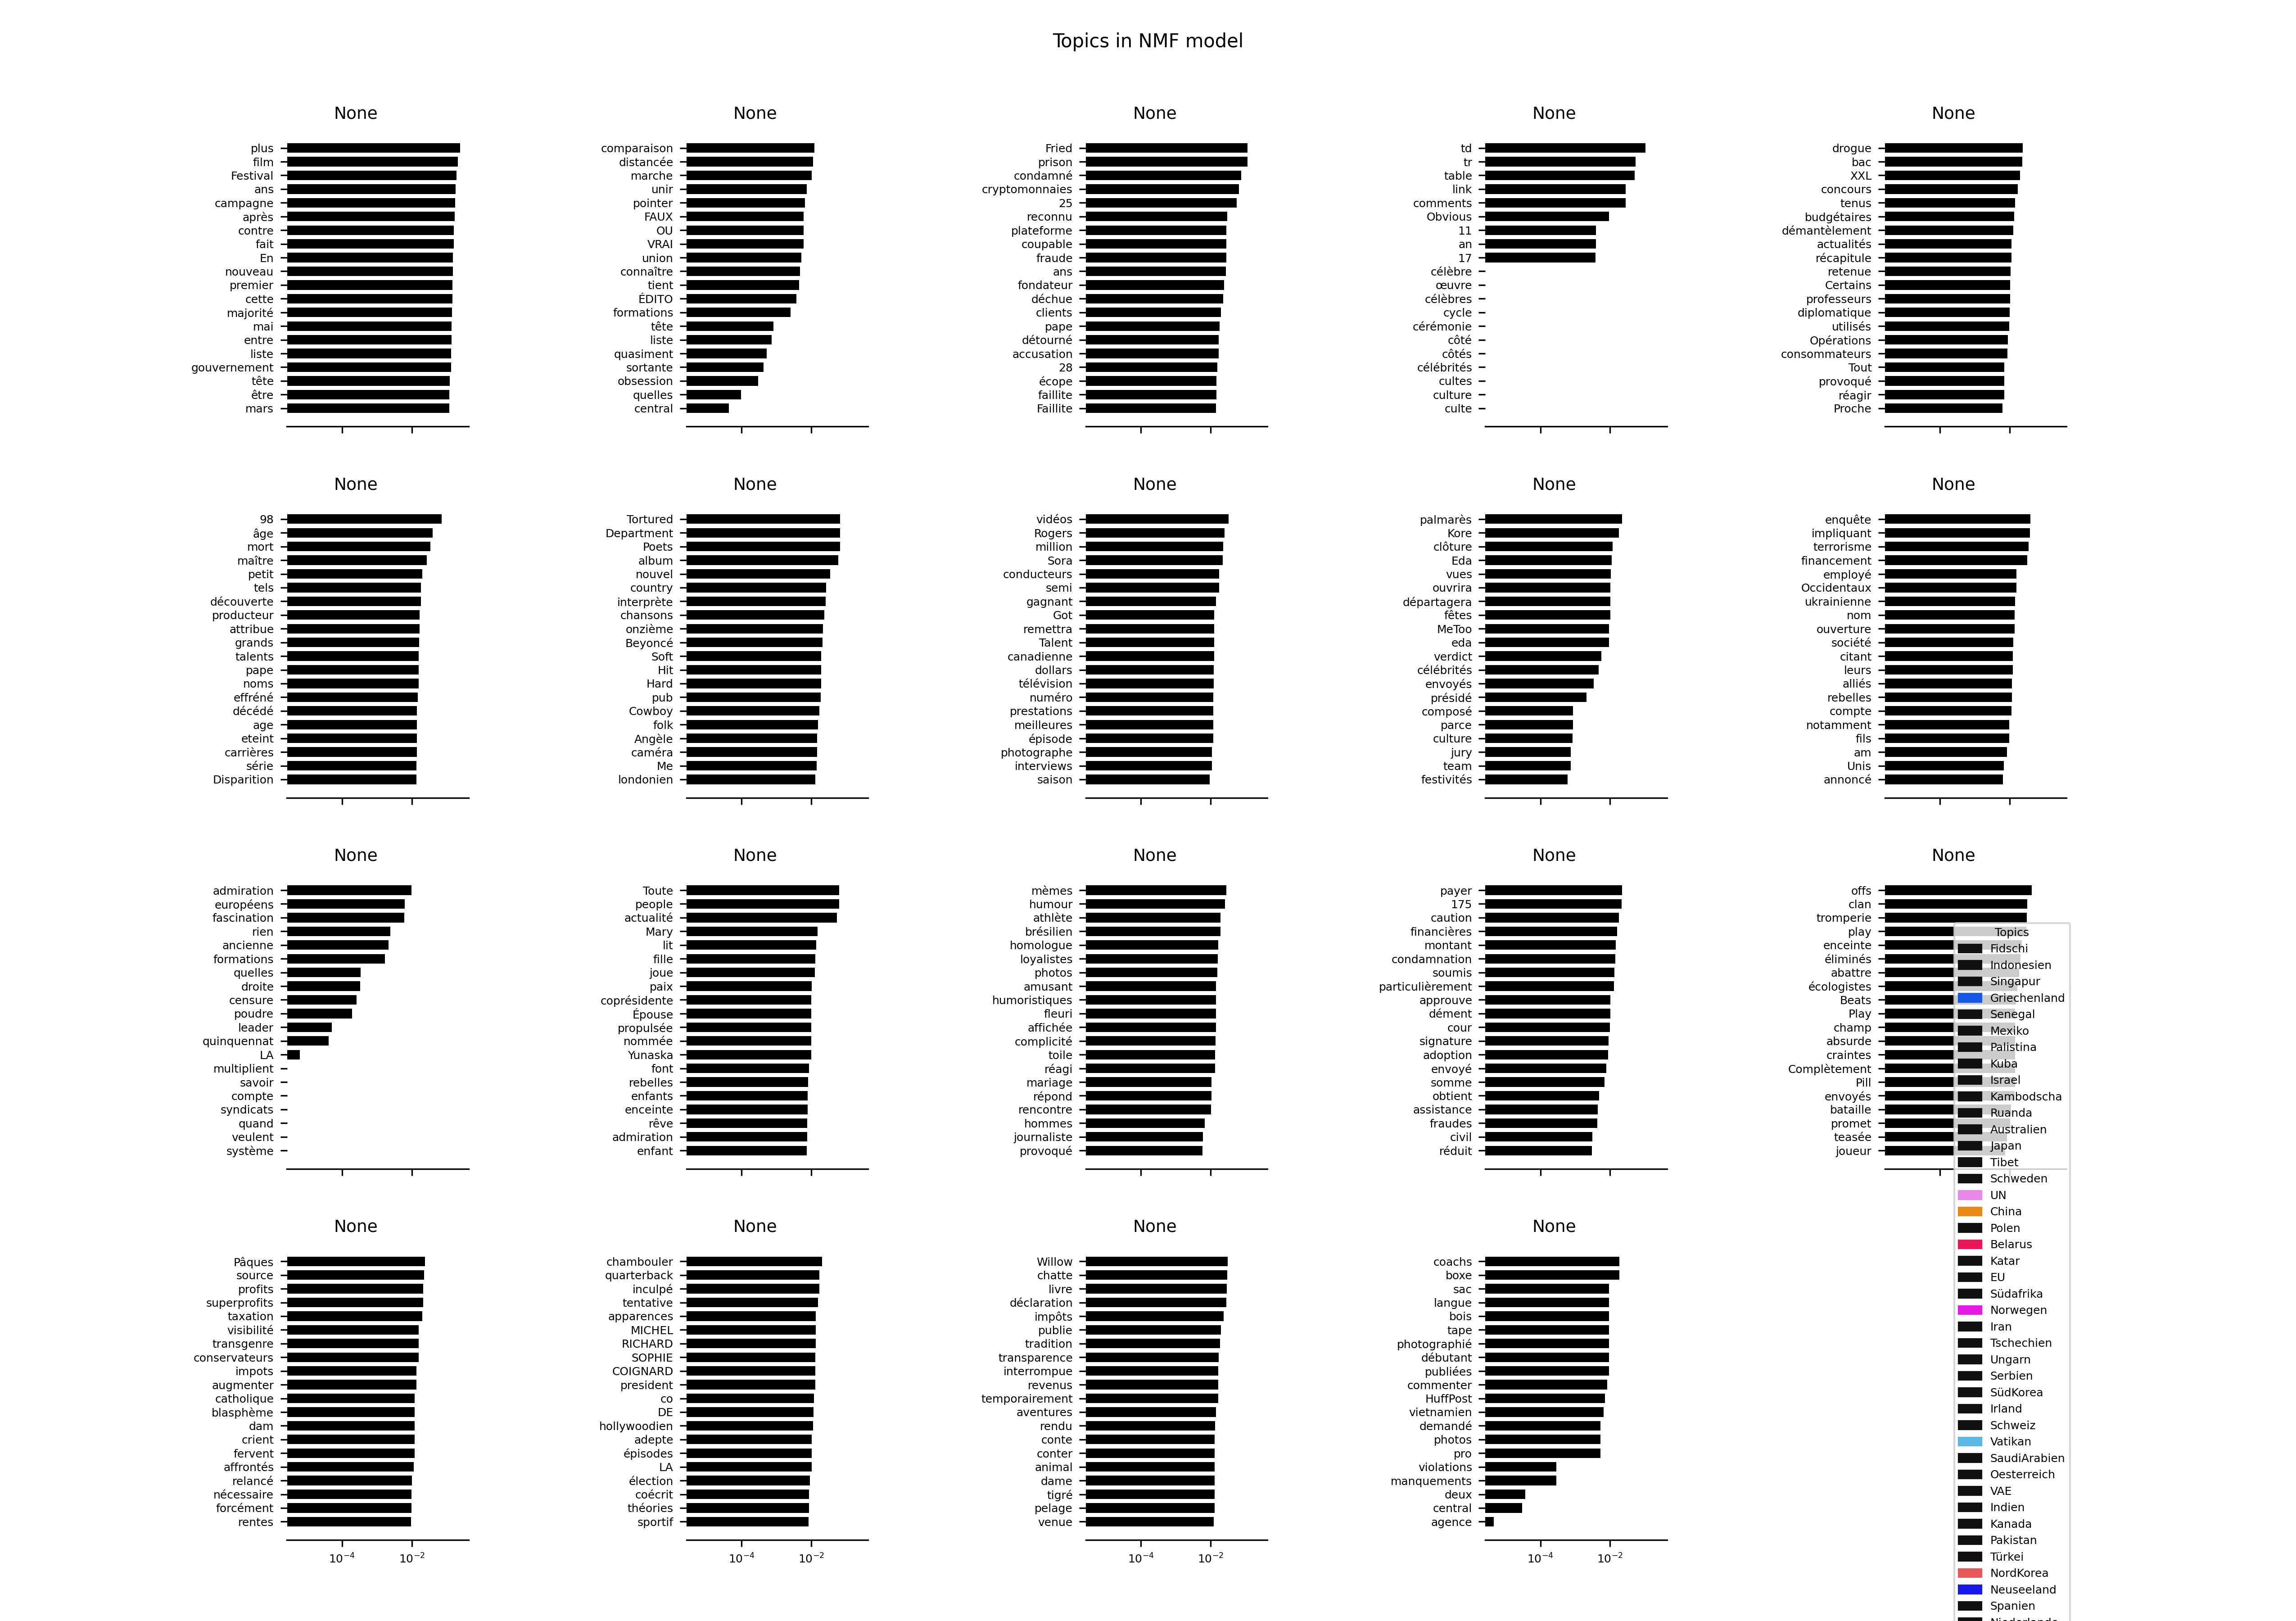 Topics in NMF model
None
plus
film
Festival
ans
campagne
après
contre
fait
En
nouveau
premier
cette
majorité
mai
entre
liste
gouvernement
tête
être
mars
None
comparaison
distancée
marche
unir
pointer
FAUX
OU
VRAI
union
connaître
tient
ÉDITO
formations
tête
liste
quasiment
sortante
obsession
quelles
central
None
Fried
prison
condamné
cryptomonnaies
25
reconnu
plateforme
coupable
fraude
ans
fondateur
déchue
clients
pape
détourné
accusation
28
écope
faillite
Faillite
None
td
tr
table
link
comments
Obvious
11
an
17
célèbre
œuvre
célèbres
cycle
cérémonie
côté
côtés
célébrités
cultes
culture
culte
None
drogue
bac
XXL
concours
tenus
budgétaires
démantèlement
actualités
récapitule
retenue
Certains
professeurs
diplomatique
utilisés
Opérations
consommateurs
Tout
provoqué
réagir
Proche
None
98
âge
mort
maître
petit
tels
découverte
producteur
attribue
grands
talents
pape
noms
effréné
décédé
age
eteint
carrières
série
Disparition
None
Tortured
Department
Poets
album
nouvel
country
interprète
chansons
onzième
Beyoncé
Soft
Hit
Hard
pub
Cowboy
folk
Angèle
caméra
Me
londonien
None
vidéos
Rogers
million
Sora
conducteurs
semi
gagnant
Got
remettra
Talent
canadienne
dollars
télévision
numéro
prestations
meilleures
épisode
photographe
interviews
saison
None
palmarès
Kore
clôture
Eda
vues
ouvrira
départagera
fêtes
MeToo
eda
verdict
célébrités
envoyés
présidé
composé
parce
culture
jury
team
festivités
None
enquête
impliquant
terrorisme
financement
employé
Occidentaux
ukrainienne
nom
ouverture
société
citant
leurs
alliés
rebelles
compte
notamment
fils
am
Unis
annoncé
None
admiration
européens
fascination
rien
ancienne
formations
quelles
droite
censure
poudre
leader
quinquennat
LA
multiplient
savoir
compte
syndicats
quand
veulent
système
None
Toute
people
actualité
Mary
lit
fille
joue
paix
coprésidente
Épouse
propulsée
nommée
Yunaska
font
rebelles
enfants
enceinte
rêve
admiration
enfant
None
mèmes
humour
athlète
brésilien
homologue
loyalistes
photos
amusant
humoristiques
fleuri
affichée
complicité
toile
réagi
mariage
répond
rencontre
hommes
journaliste
provoqué
None
payer
175
caution
financières
montant
condamnation
soumis
particulièrement
approuve
dément
cour
signature
adoption
envoyé
somme
obtient
assistance
fraudes
civil
réduit
None
offs
clan
tromperie
play
enceinte
éliminés
abattre
écologistes
Beats
Play
champ
absurde
craintes
Complètement
Pill
envoyés
bataille
promet
teasée
joueur
None
Pâques
source
profits
superprofits
taxation
visibilité
transgenre
conservateurs
impots
augmenter
catholique
blasphème
dam
crient
fervent
affrontés
relancé
nécessaire
forcément
rentes
10⁻⁴ 10⁻²
None
chambouler
quarterback
inculpé
tentative
apparences
MICHEL
RICHARD
SOPHIE
COIGNARD
president
co
DE
hollywoodien
adepte
épisodes
LA
élection
coécrit
théories
sportif
10⁻⁴ 10⁻²
None
Willow
chatte
livre
déclaration
impôts
publie
tradition
transparence
interrompue
revenus
temporairement
aventures
rendu
conte
conter
animal
dame
tigré
pelage
venue
10⁻⁴ 10⁻²
None
coachs
boxe
sac
langue
bois
tape
photographié
débutant
publiées
commenter
HuffPost
vietnamien
demandé
photos
pro
violations
manquements
deux
central
agence
10⁻⁴ 10⁻²
Topics
Fidschi
Indonesien
Singapur
Griechenland
Senegal
Mexiko
Palistina
Kuba
Israel
Kambodscha
Ruanda
Australien
Japan
Tibet
Schweden
UN
China
Polen
Belarus
Katar
EU
Südafrika
Norwegen
Iran
Tschechien
Ungarn
Serbien
SüdKorea
Irland
Schweiz
Vatikan
SaudiArabien
Oesterreich
VAE
Indien
Kanada
Pakistan
Türkei
NordKorea
Neuseeland
Spanien